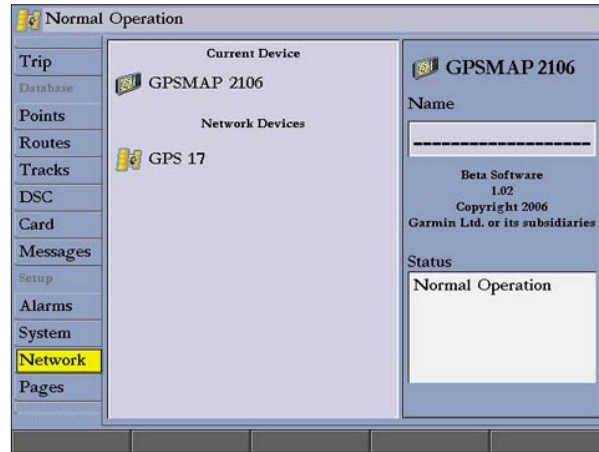 Normal Operation
Trip
Database
Points
Routes
Tracks
DSC
Card
Messages
Setup
Alarms
System
Network
Pages
Current Device
GPSMAP 2106
Network Devices
GPS 17
GPSMAP 2106
Name
-------------------
Beta Software
1.02
Copyright 2006
Garmin Ltd. or its subsidiaries
Status
Normal Operation